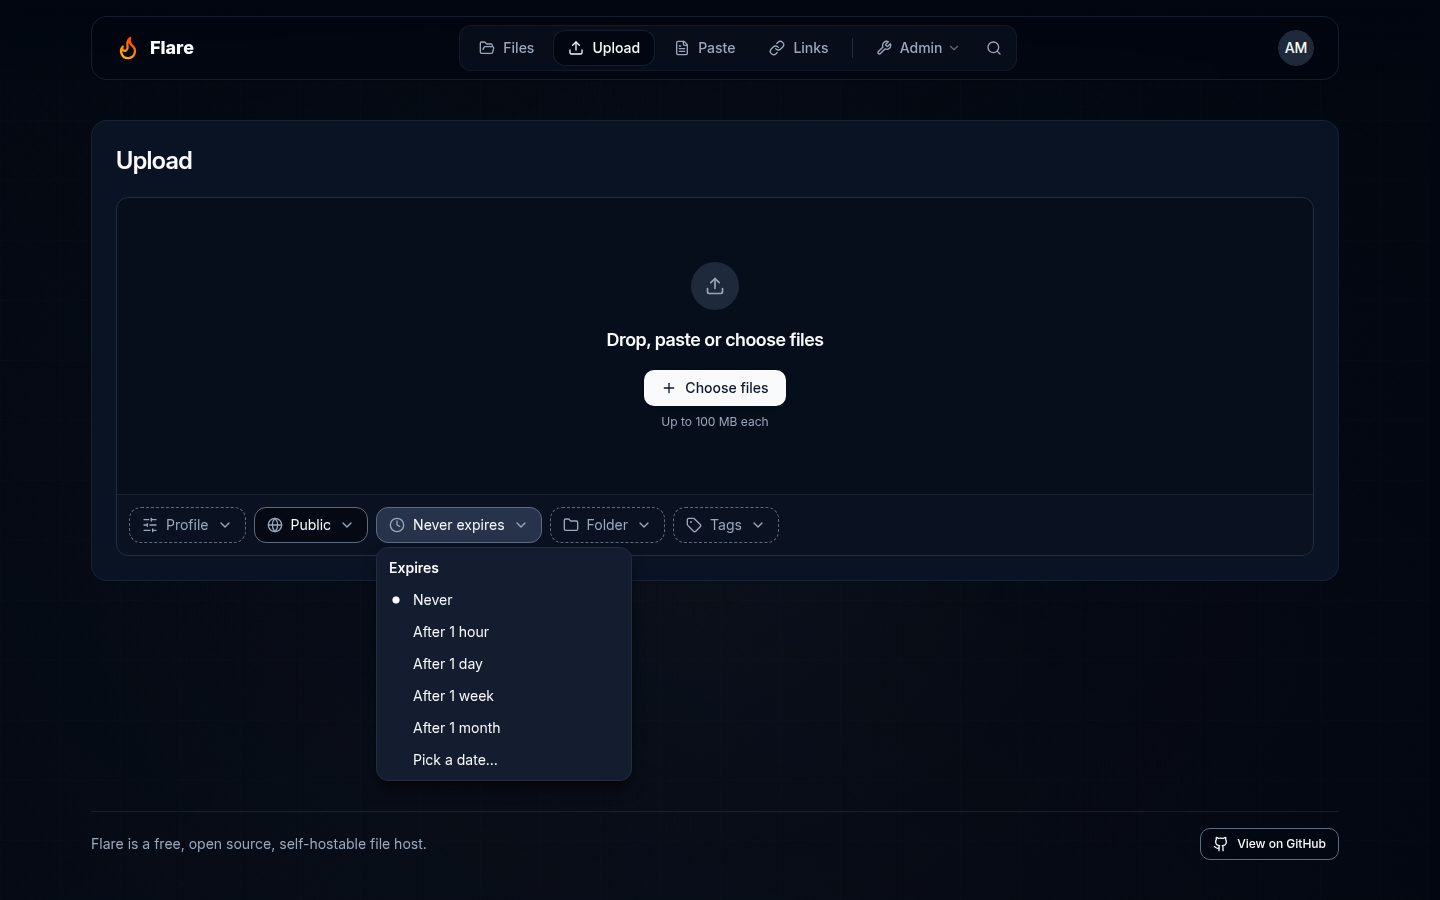 Flare
Files
Upload
Paste
Links
Admin
AM
Upload
Drop, paste or choose files
Choose files
Up to 100 MB each
Profile
Public
Never expires
Folder
Tags
Expires
Never
After 1 hour
After 1 day
After 1 week
After 1 month
Pick a date...
Flare is a free, open source, self-hostable file host.
View on GitHub